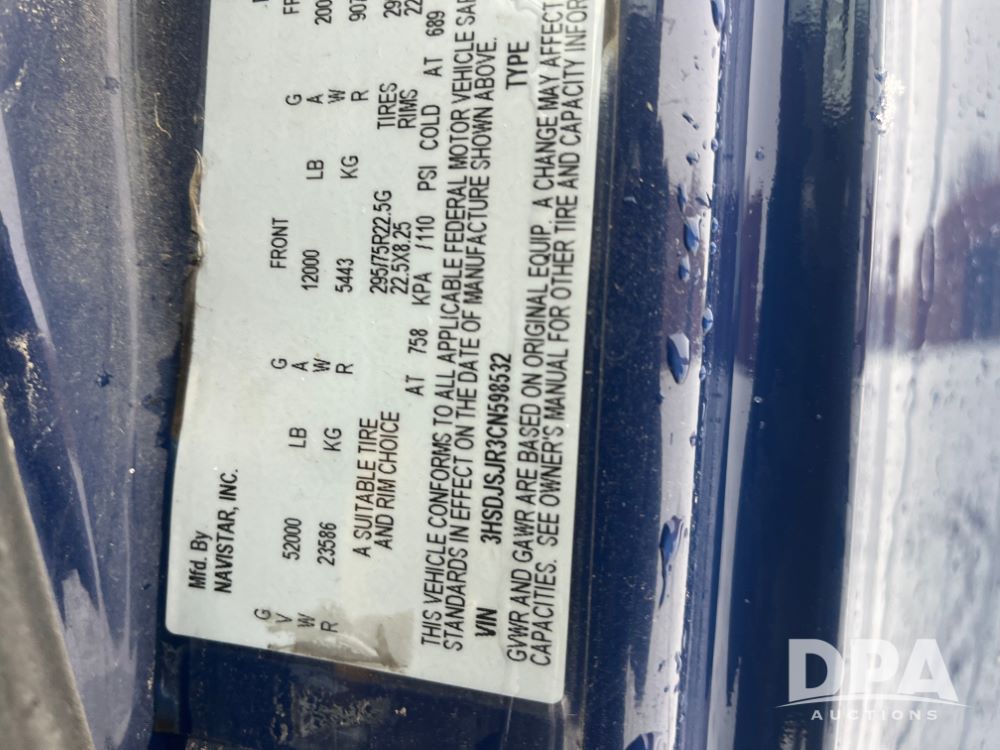 Mfd. By
NAVISTAR, INC.
G V W R 52000 LB 23586 KG
G A W R FRONT 12000 LB 5443 KG
G A W R
A SUITABLE TIRE
AND RIM CHOICE
295/75R22.5G TIRES
22.5X8.25 RIMS
AT 758 KPA / 110 PSI COLD AT 689
THIS VEHICLE CONFORMS TO ALL APPLICABLE FEDERAL MOTOR VEHICLE
STANDARDS IN EFFECT ON THE DATE OF MANUFACTURE SHOWN ABOVE.
VIN 3HSDJSJR3CN598532 TYPE
GVWR AND GAWR ARE BASED ON ORIGINAL EQUIP. A CHANGE MAY AFFECT
CAPACITIES. SEE OWNER'S MANUAL FOR OTHER TIRE AND CAPACITY
DPA
AUCTIONS